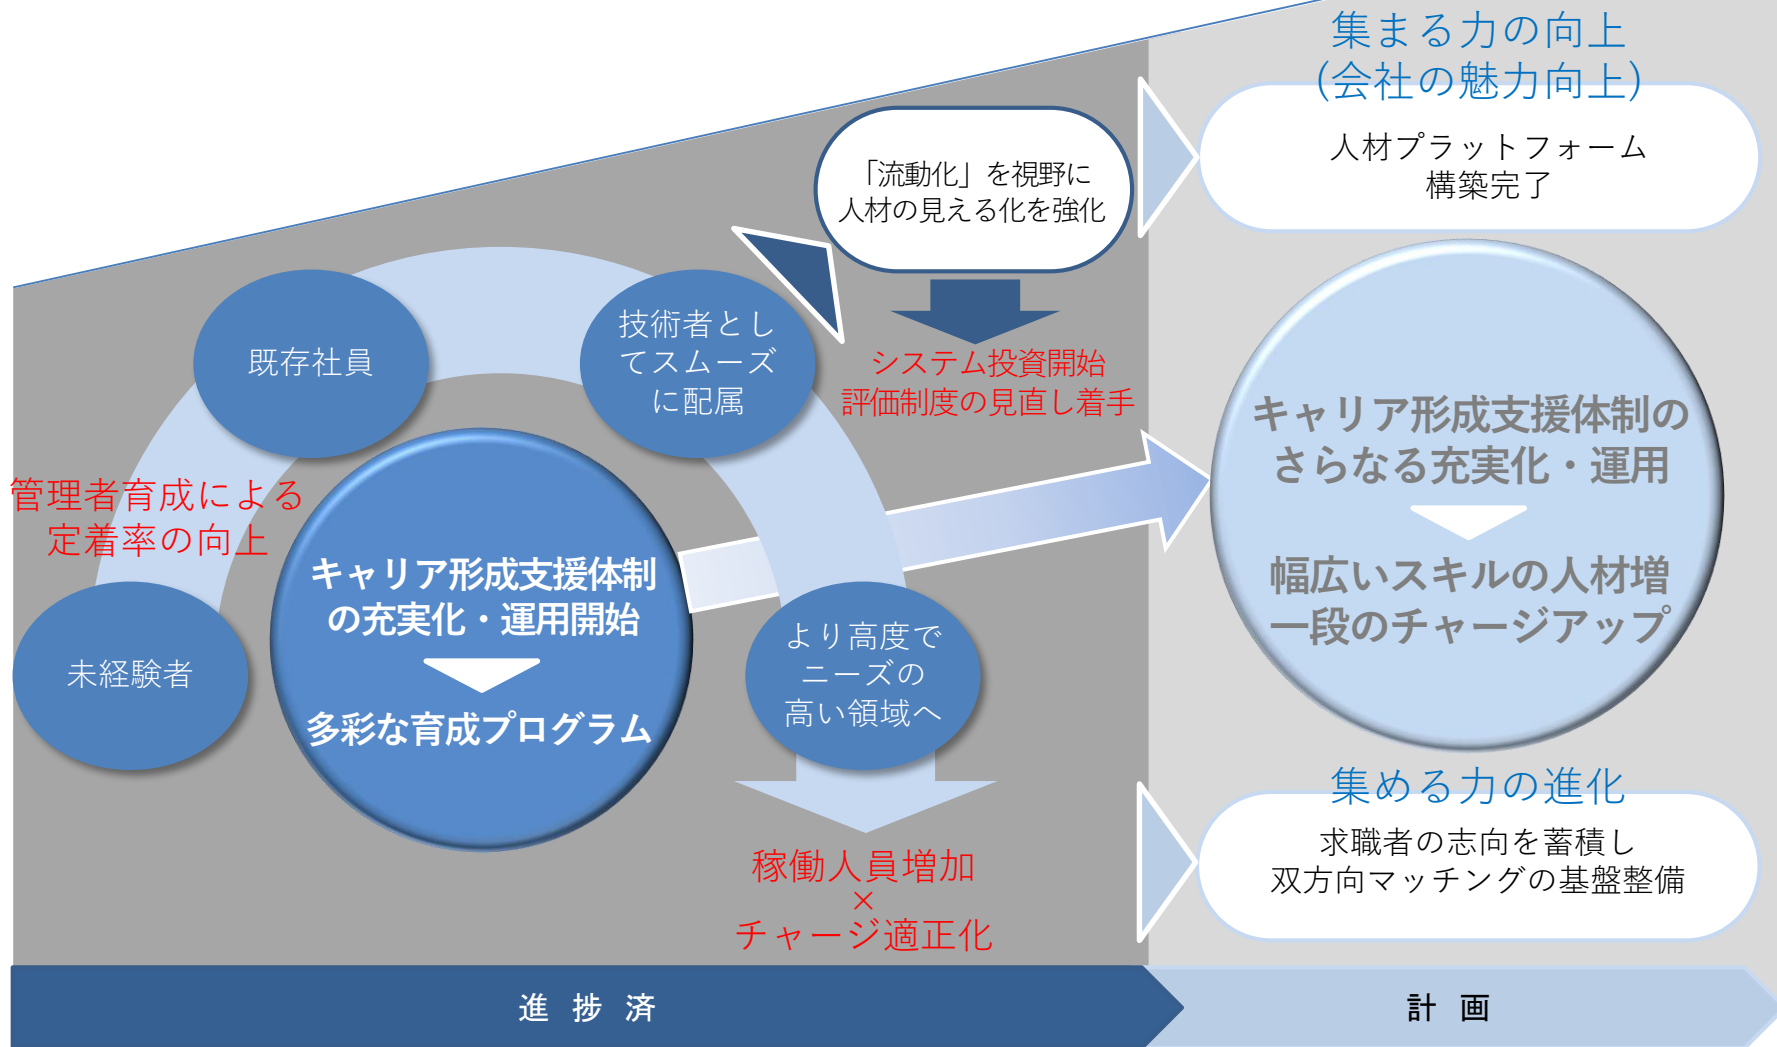 集まる力の向上
(会社の魅力向上)
人材プラットフォーム
構築完了
「流動化」を視野に
人材の見える化を強化
システム投資開始
評価制度の見直し着手
既存社員
技術者とし
てスムーズ
に配属
管理者育成による
定着率の向上
未経験者
キャリア形成支援体制
の充実化・運用開始
多彩な育成プログラム
より高度で
ニーズの
高い領域へ
稼働人員増加
×
チャージ適正化
キャリア形成支援体制の
さらなる充実化・運用
幅広いスキルの人材増
一段のチャージアップ
集める力の進化
求職者の志向を蓄積し
双方向マッチングの基盤整備
進 捗 済
計 画